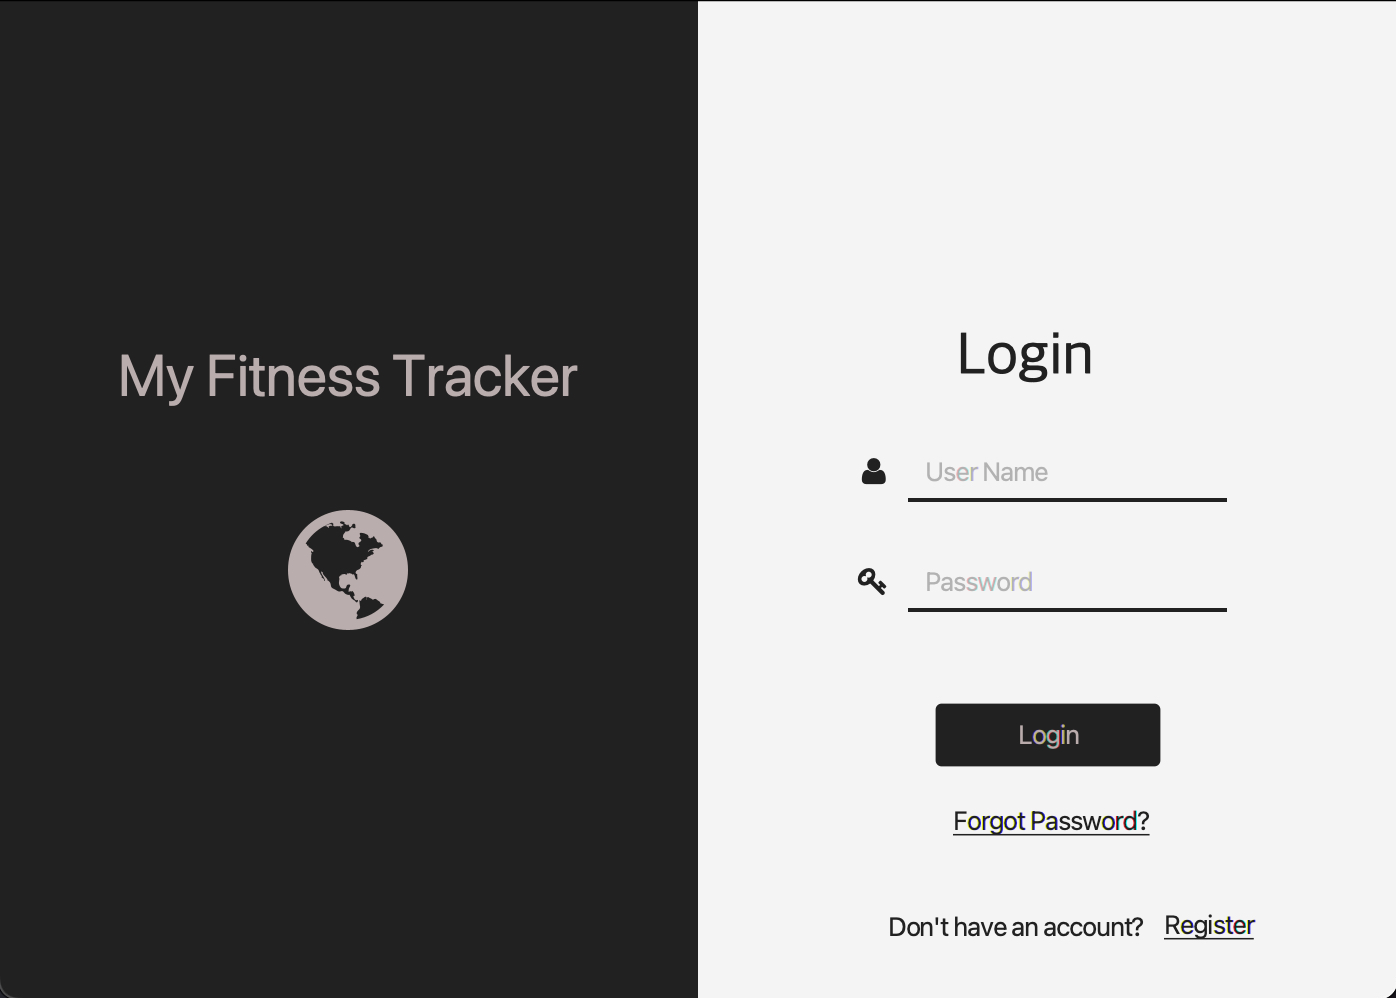 My Fitness Tracker
Login
User Name
Password
Login
Forgot Password?
Don't have an account? Register